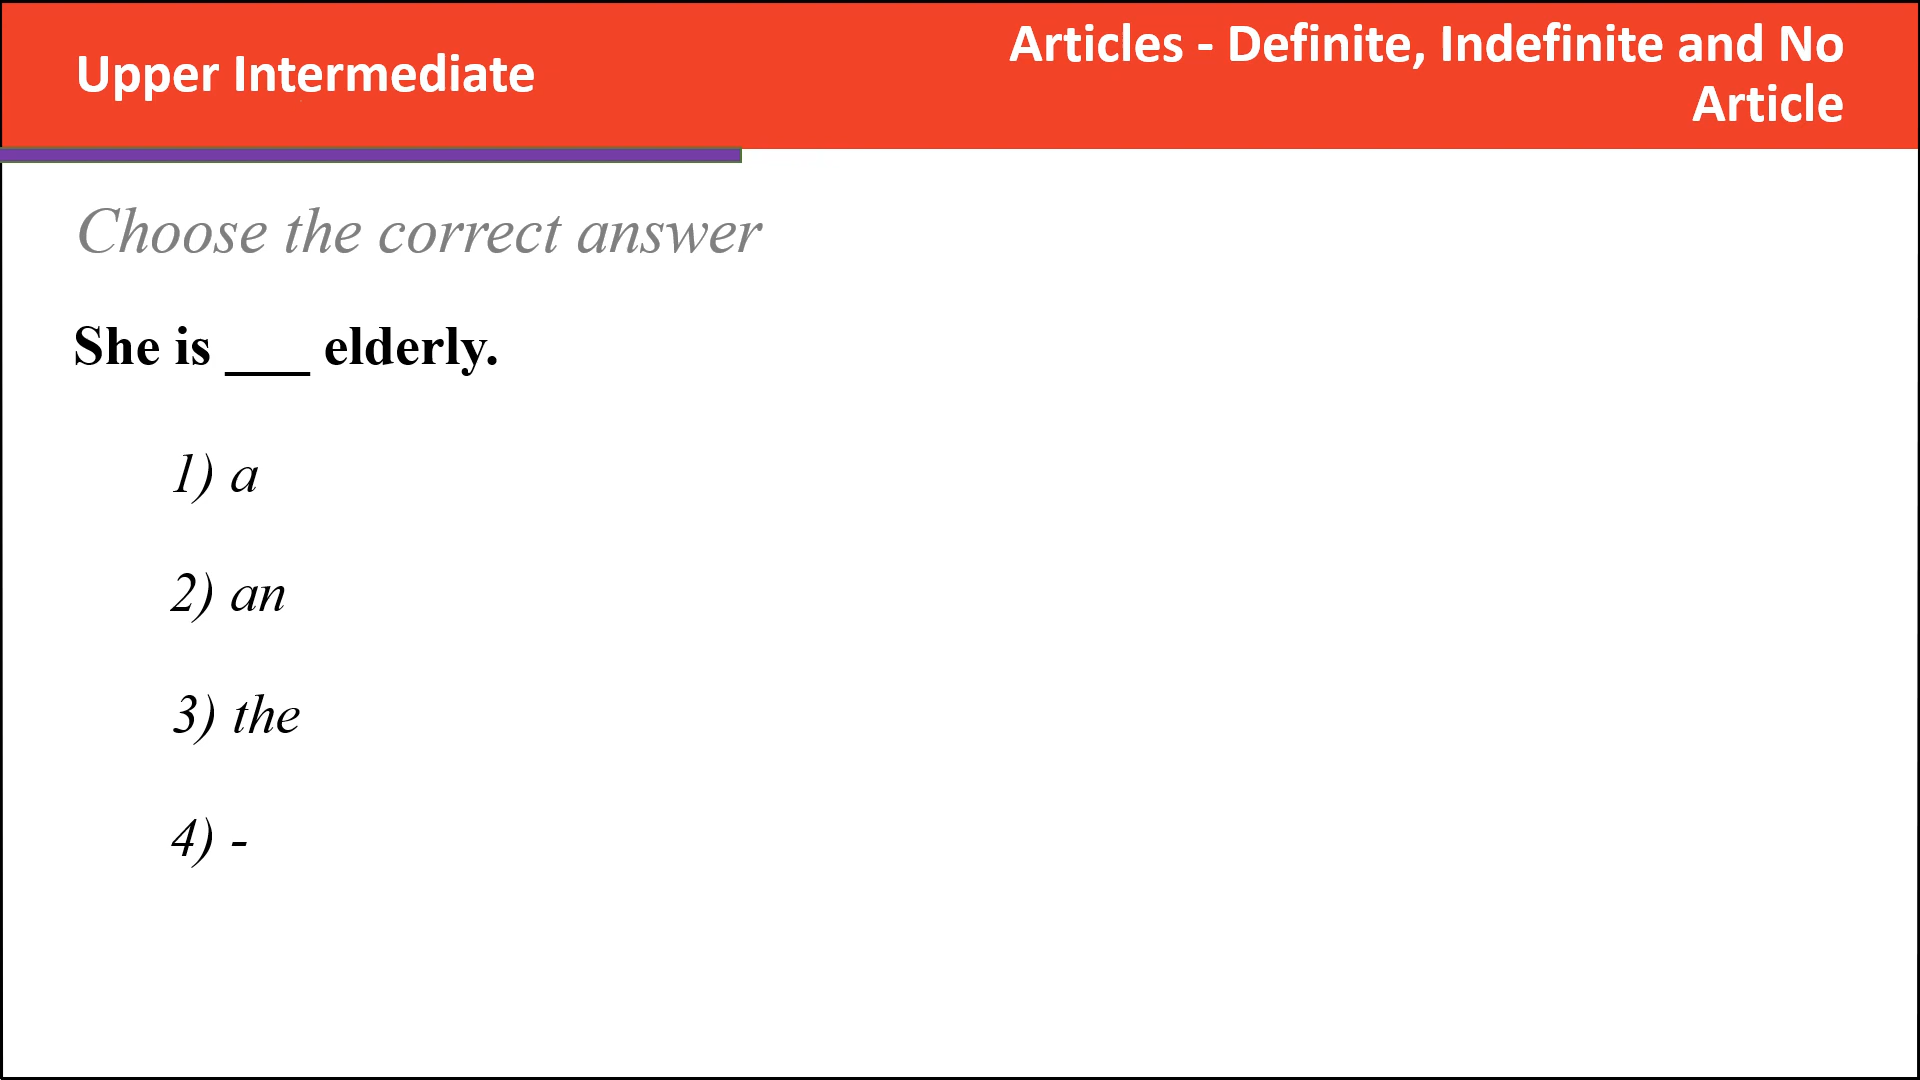 Upper Intermediate
Articles - Definite, Indefinite and No
Article
Choose the correct answer
She is ___ elderly.
1) a
2) an
3) the
4) -